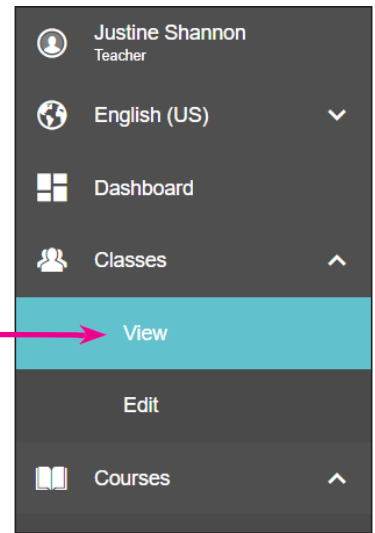 Justine Shannon
Teacher
English (US)
Dashboard
Classes
View
Edit
Courses